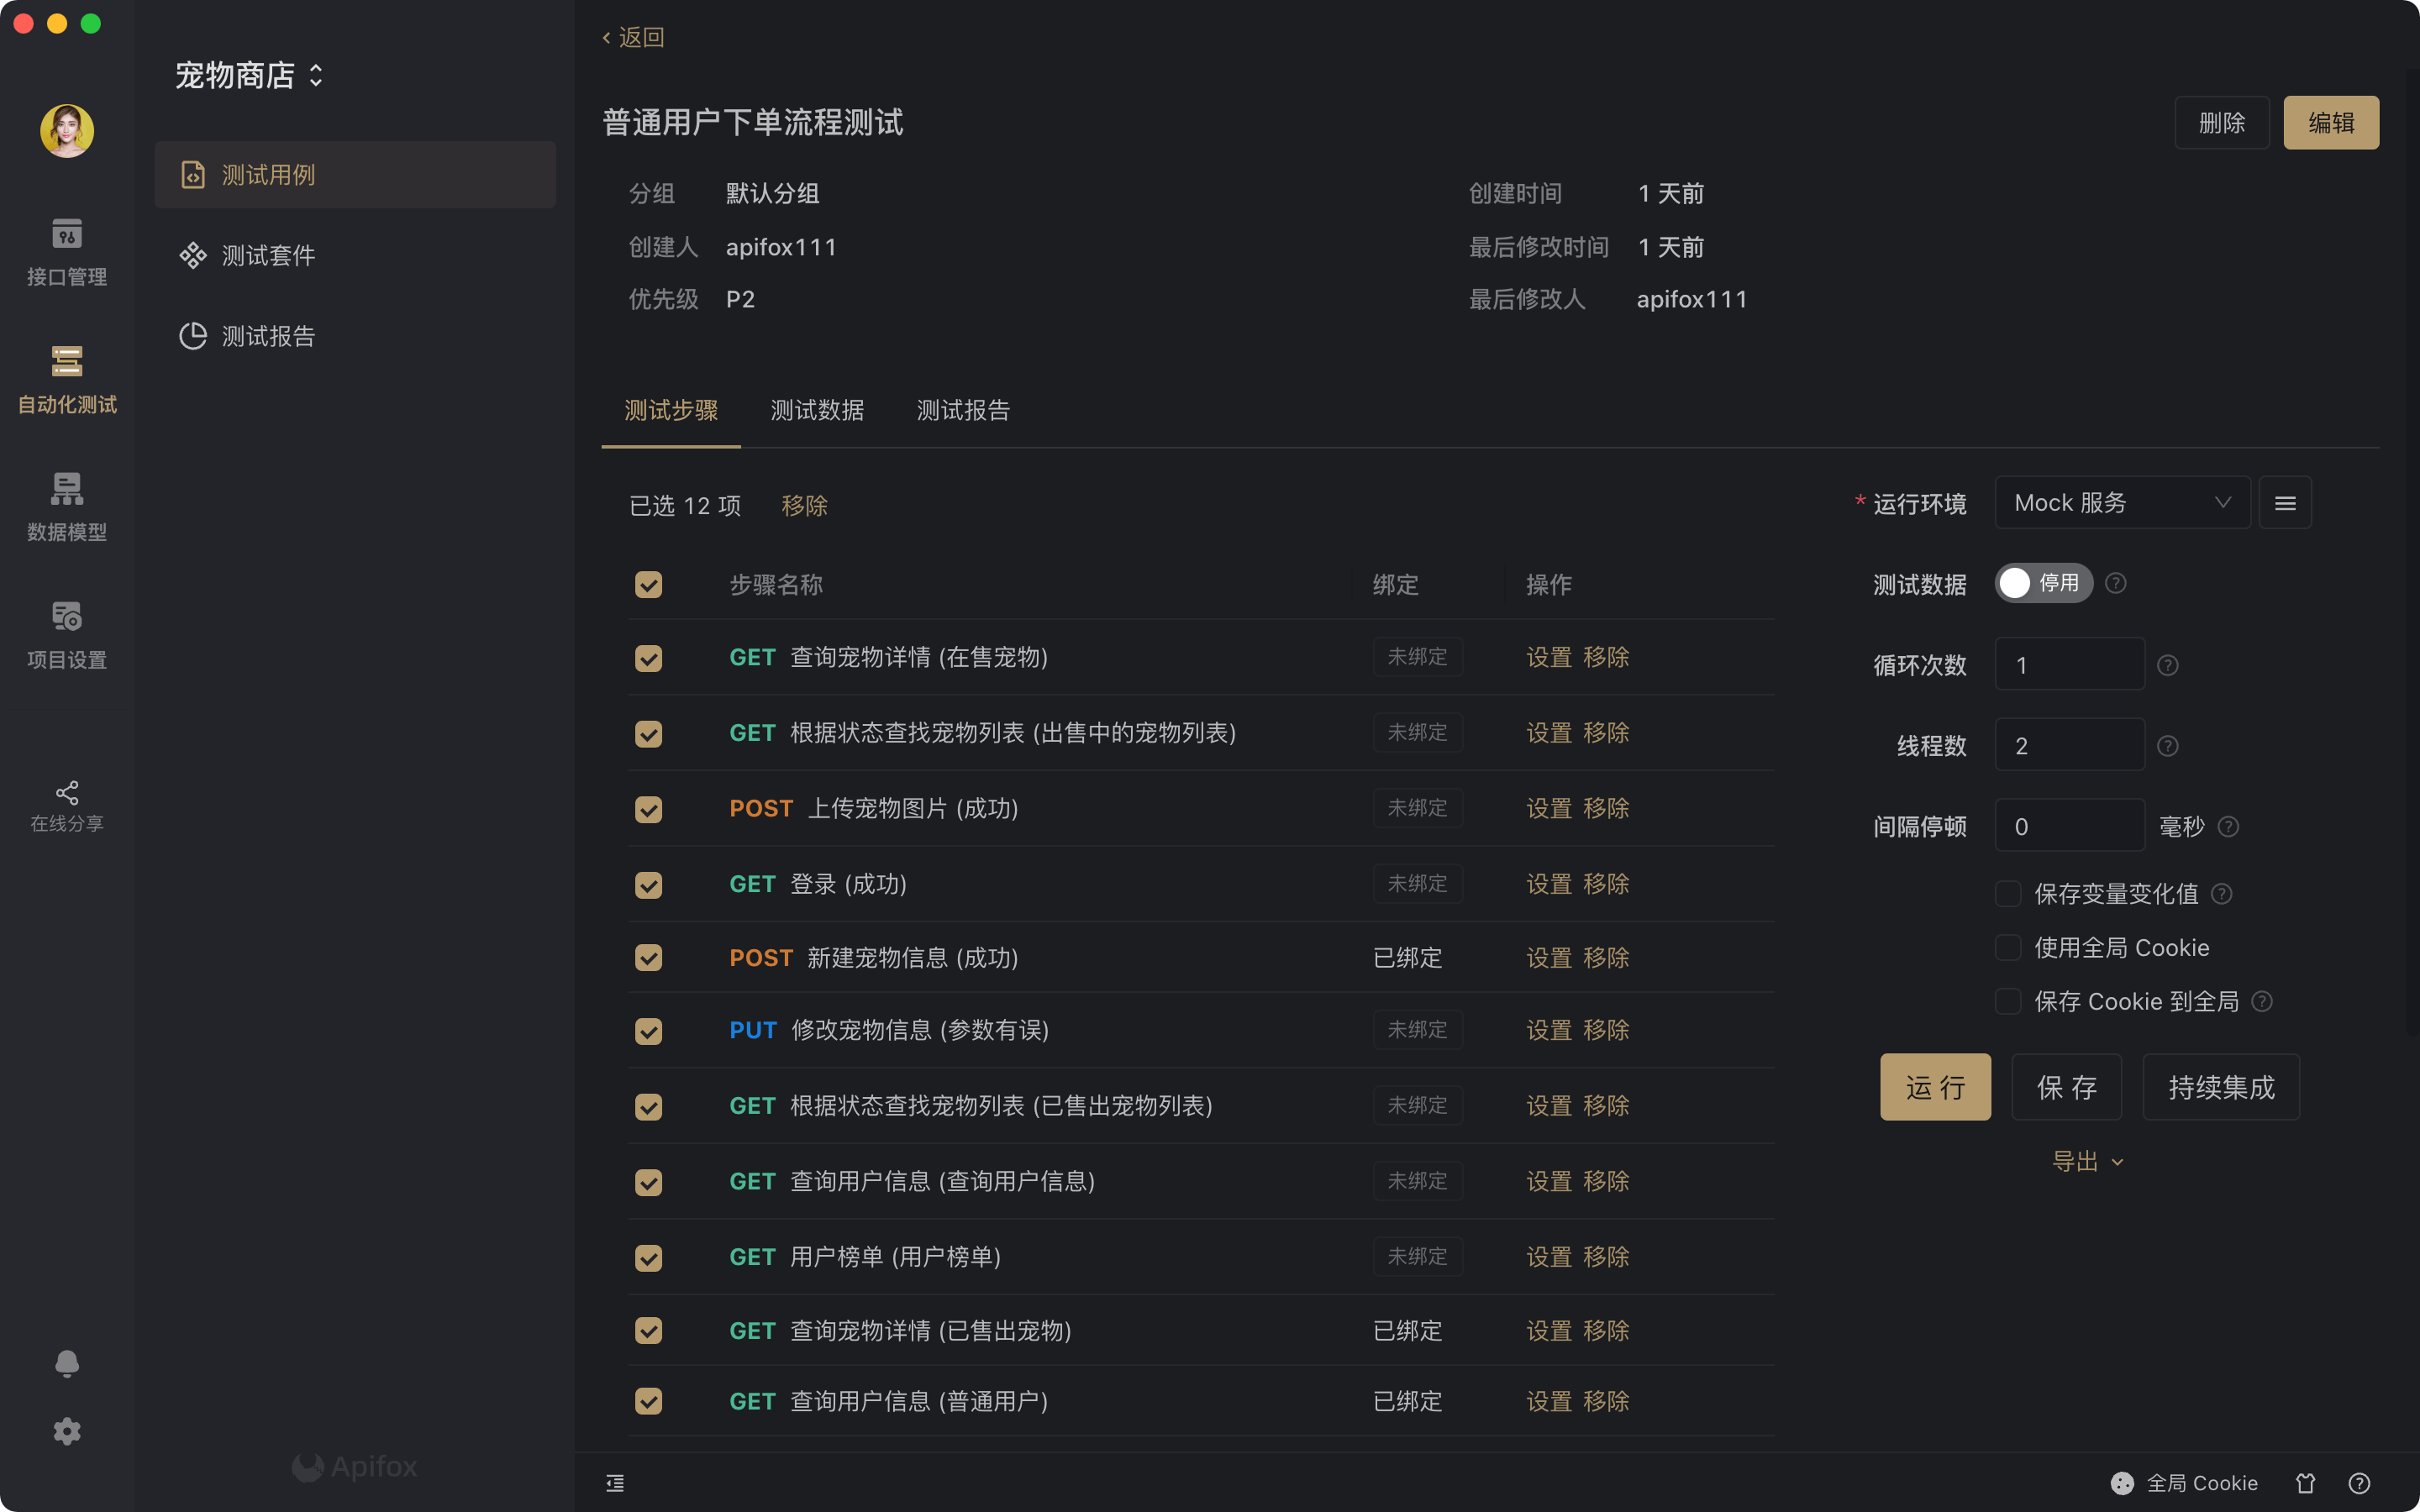 接口管理
自动化测试
数据模型
项目设置
在线分享
宠物商店
测试用例
测试套件
测试报告
Apifox
返回
普通用户下单流程测试
删除
编辑
分组 默认分组
创建时间 1 天前
创建人 apifox111
最后修改时间 1 天前
优先级 P2
最后修改人 apifox111
测试步骤 测试数据 测试报告
已选 12 项 移除
步骤名称 绑定 操作
GET 查询宠物详情 (在售宠物) 未绑定 设置 移除
GET 根据状态查找宠物列表 (出售中的宠物列表) 未绑定 设置 移除
POST 上传宠物图片 (成功) 未绑定 设置 移除
GET 登录 (成功) 未绑定 设置 移除
POST 新建宠物信息 (成功) 已绑定 设置 移除
PUT 修改宠物信息 (参数有误) 未绑定 设置 移除
GET 根据状态查找宠物列表 (已售出宠物列表) 未绑定 设置 移除
GET 查询用户信息 (查询用户信息) 未绑定 设置 移除
GET 用户榜单 (用户榜单) 未绑定 设置 移除
GET 查询宠物详情 (已售出宠物) 已绑定 设置 移除
GET 查询用户信息 (普通用户) 已绑定 设置 移除
* 运行环境 Mock 服务
测试数据 停用
循环次数 1
线程数 2
间隔停顿 0 毫秒
保存变量变化值
使用全局 Cookie
保存 Cookie 到全局
运 行 保 存 持续集成
导出
全局 Cookie